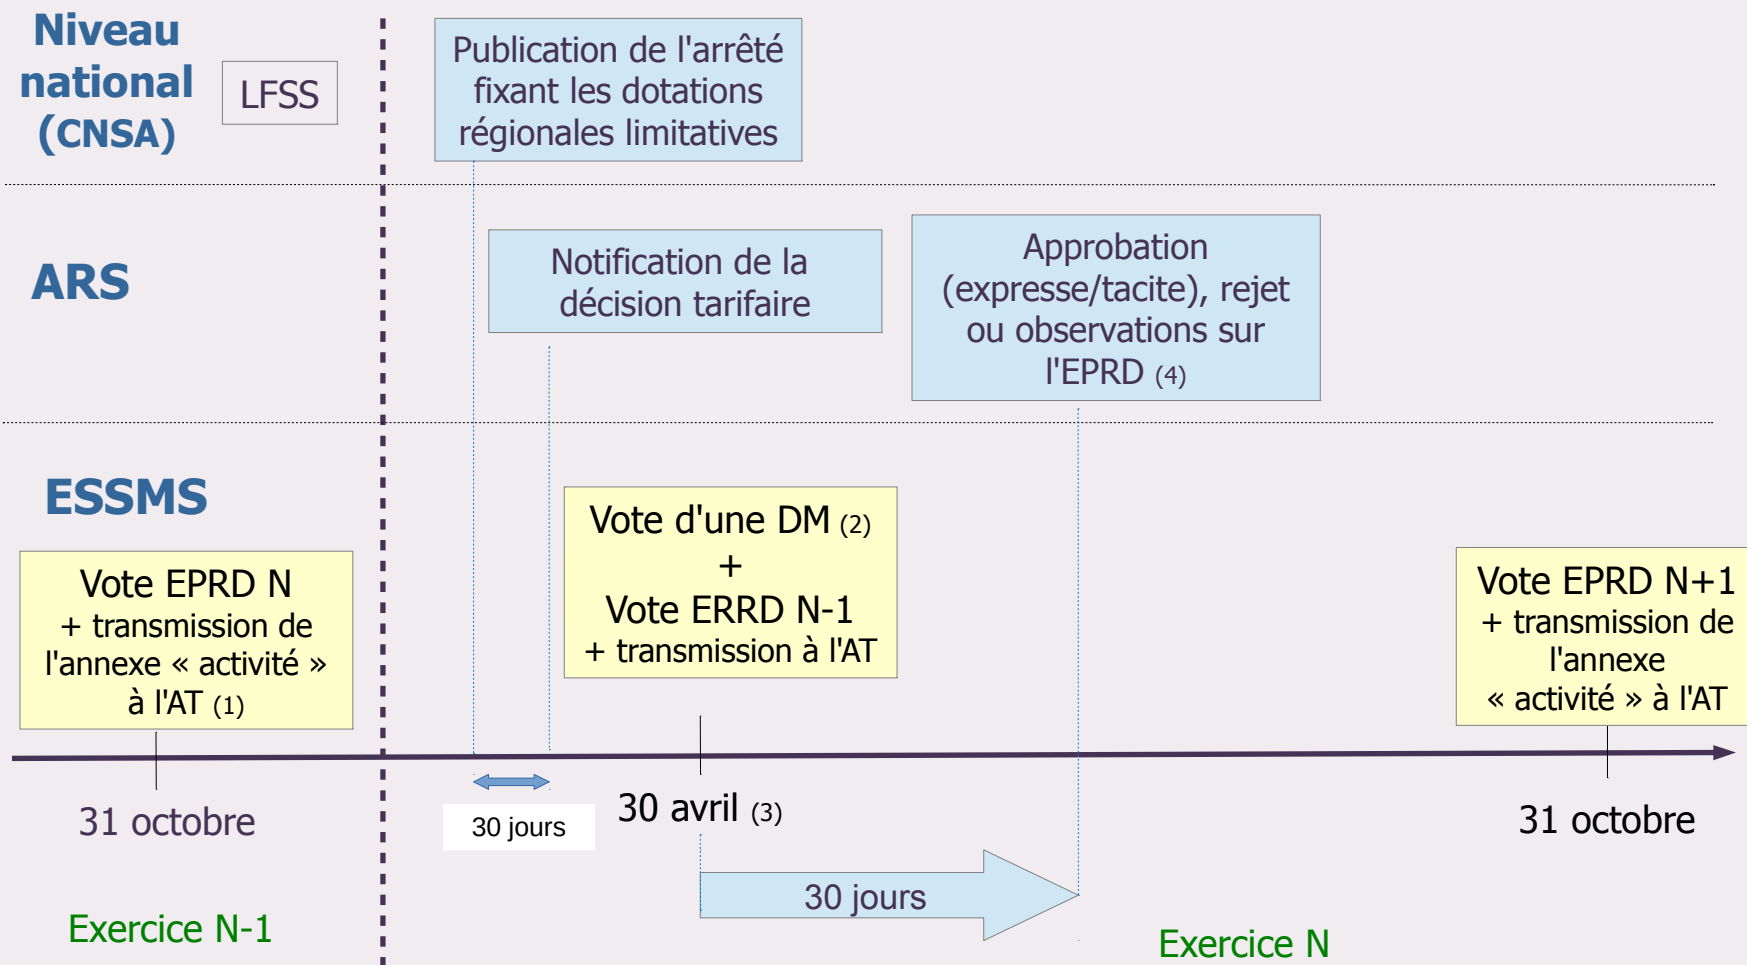 Niveau
national
(CNSA)
LFSS
Publication de l'arrêté
fixant les dotations
régionales limitatives
ARS
Notification de la
décision tarifaire
Approbation
(expresse/tacite), rejet
ou observations sur
l'EPRD (4)
ESSMS
Vote EPRD N
+ transmission de
l'annexe « activité »
à l'AT (1)
Vote d'une DM (2)
+
Vote ERRD N-1
+ transmission à l'AT
Vote EPRD N+1
+ transmission de
l'annexe
« activité » à l'AT
31 octobre
30 jours
30 avril (3)
31 octobre
30 jours
Exercice N-1
Exercice N